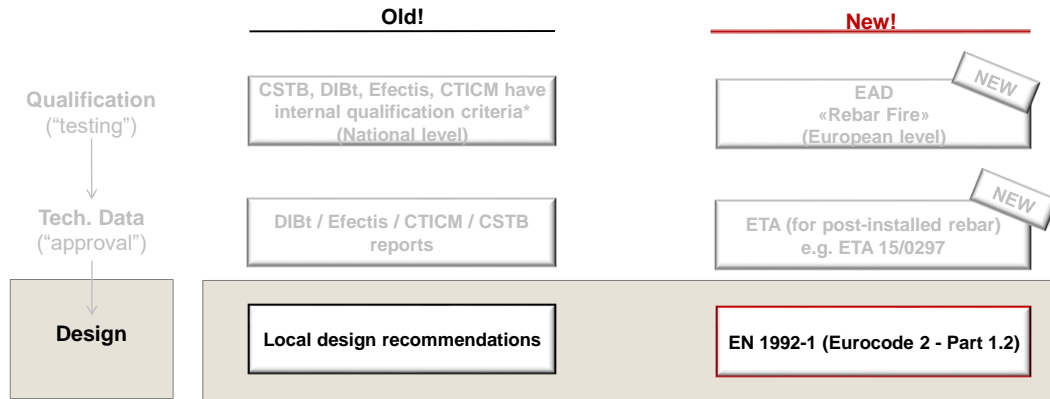 Old!
New!
Qualification
(“testing”)
CSTB, DIBt, Efectis, CTICM have
internal qualification criteria*
(National level)
EAD
«Rebar Fire»
(European level)
NEW
Tech. Data
(“approval”)
DIBt / Efectis / CTICM / CSTB
reports
ETA (for post-installed rebar)
e.g. ETA 15/0297
NEW
Design
Local design recommendations
EN 1992-1 (Eurocode 2 - Part 1.2)